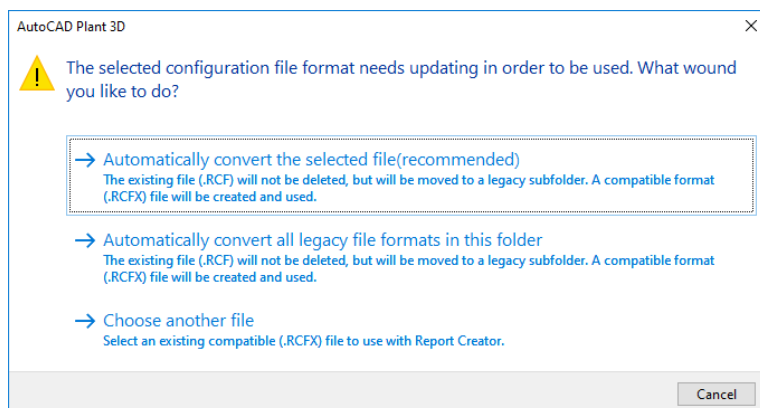 AutoCAD Plant 3D
The selected configuration file format needs updating in order to be used. What wound
you like to do?
Automatically convert the selected file(recommended)
The existing file (.RCF) will not be deleted, but will be moved to a legacy subfolder. A compatible format
(.RCFX) file will be created and used.
Automatically convert all legacy file formats in this folder
The existing file (.RCF) will not be deleted, but will be moved to a legacy subfolder. A compatible format
(.RCFX) file will be created and used.
Choose another file
Select an existing compatible (.RCFX) file to use with Report Creator.
Cancel